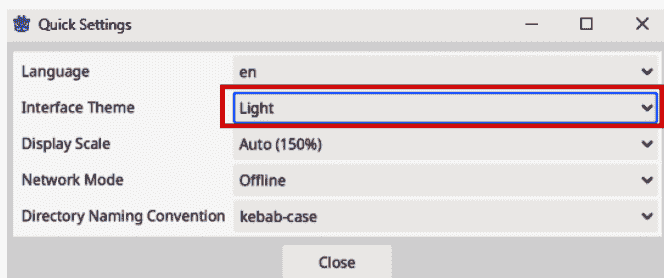 Quick Settings
Language en
Interface Theme Light
Display Scale Auto (150%)
Network Mode Offline
Directory Naming Convention kebab-case
Close